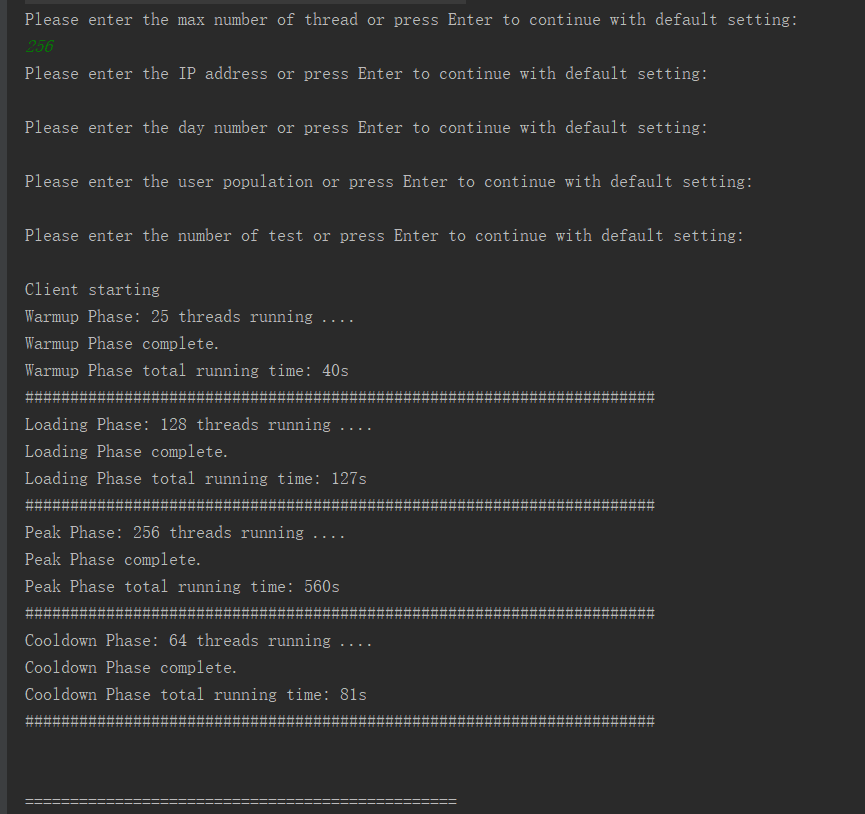 Please enter the max number of thread or press Enter to continue with default setting:
256
Please enter the IP address or press Enter to continue with default setting:
Please enter the day number or press Enter to continue with default setting:
Please enter the user population or press Enter to continue with default setting:
Please enter the number of test or press Enter to continue with default setting:
Client starting
Warmup Phase: 25 threads running ....
Warmup Phase complete.
Warmup Phase total running time: 40s
######################################################################
Loading Phase: 128 threads running ....
Loading Phase complete.
Loading Phase total running time: 127s
######################################################################
Peak Phase: 256 threads running ....
Peak Phase complete.
Peak Phase total running time: 560s
######################################################################
Cooldown Phase: 64 threads running ....
Cooldown Phase complete.
Cooldown Phase total running time: 81s
######################################################################
================================================